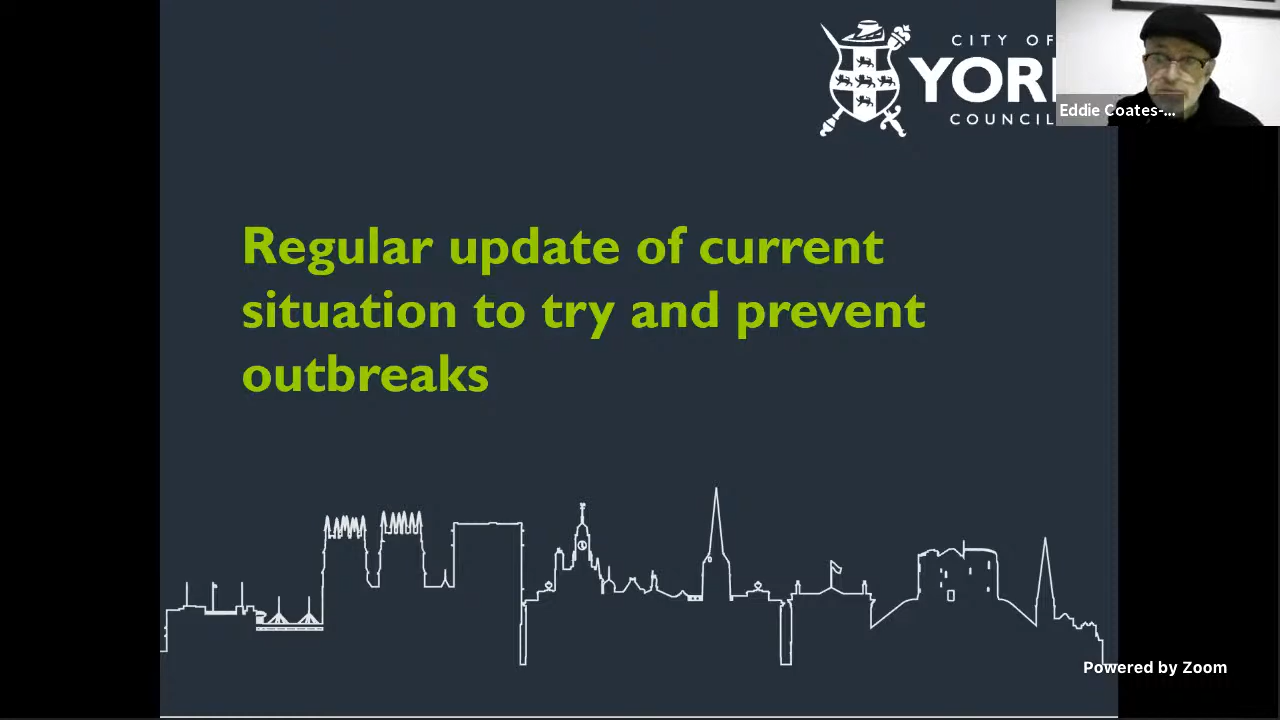 CITY OF
YOR
COUNCIL
Eddie Coates-...
Regular update of current
situation to try and prevent
outbreaks
Powered by Zoom